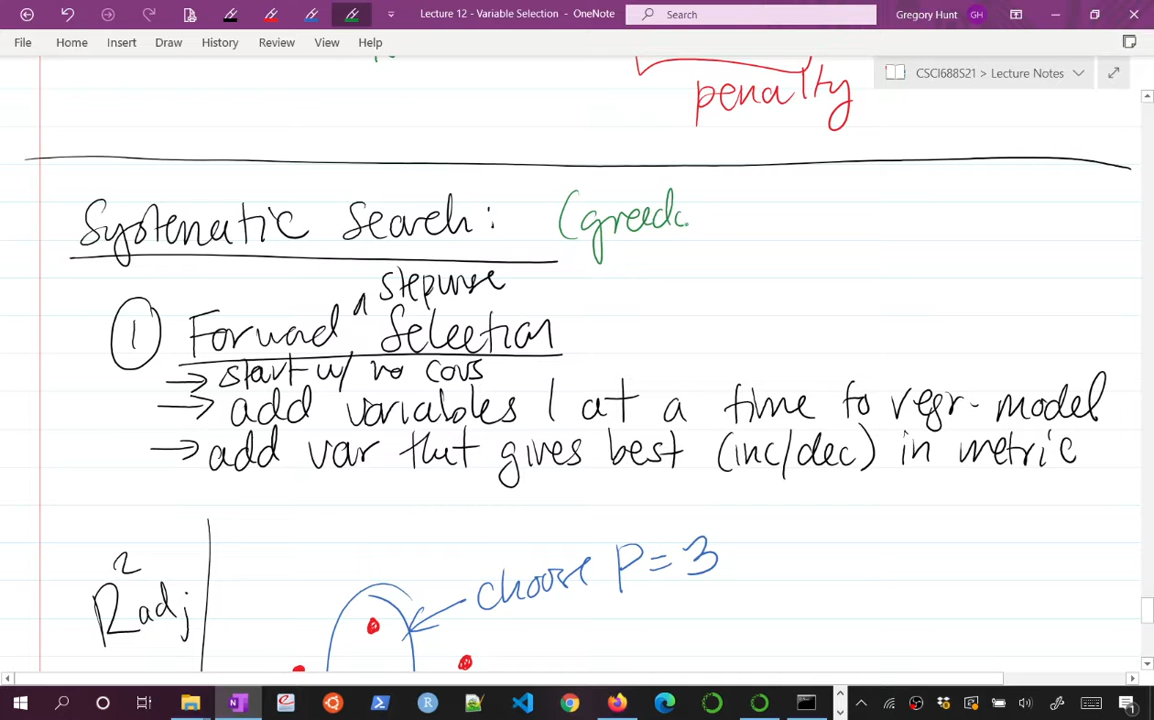 Lecture 12 - Variable Selection - OneNote
Search
Gregory Hunt GH
File Home Insert Draw History Review View Help
CSCI688S21 > Lecture Notes
penalty
Systematic Search: (greed
stepwise
① Forward ^ Selection
→ start w/ no covs
→ add variables 1 at a time to regr. model
→ add var that gives best (inc/dec) in metric
R²adj
choose P=3